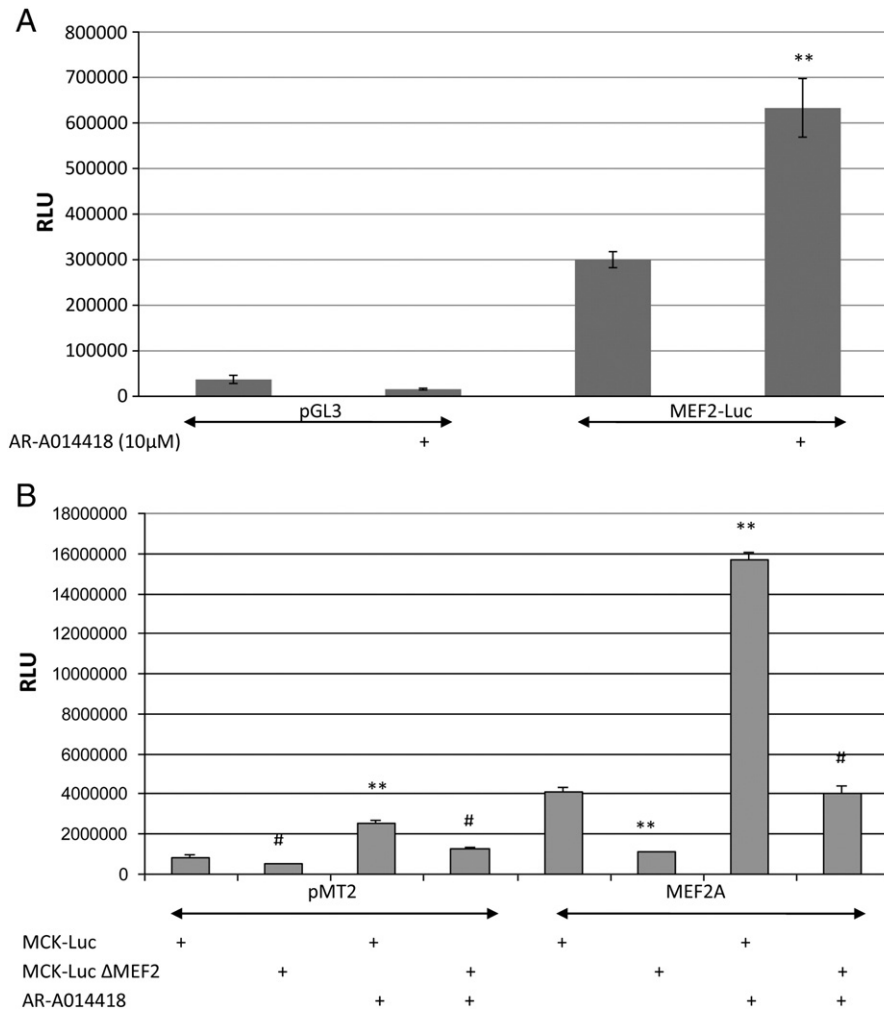 A
800000
700000
**
600000
500000
RLU
400000
300000
200000
100000
0
pGL3 MEF2-Luc
AR-A014418 (10µM) + +
B
18000000
**
16000000
14000000
12000000
RLU
10000000
8000000
6000000
#
** 
4000000
# # **
2000000
0
pMT2 MEF2A
MCK-Luc + + + +
MCK-Luc ΔMEF2 + + + +
AR-A014418 + + + +